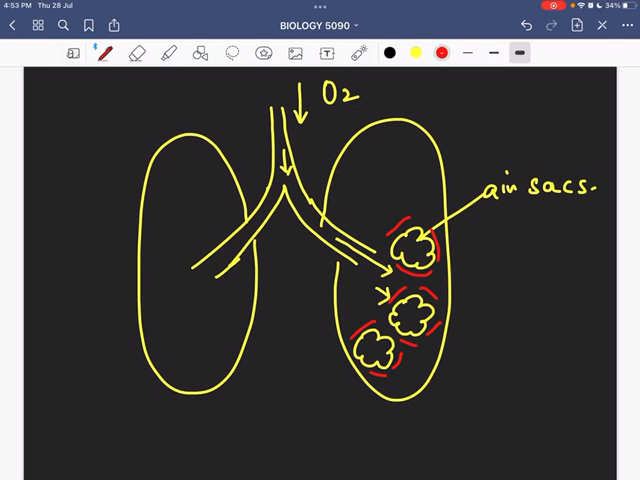 4:53 PM Thu 28 Jul
34%
BIOLOGY 5090
O2
air sacs.